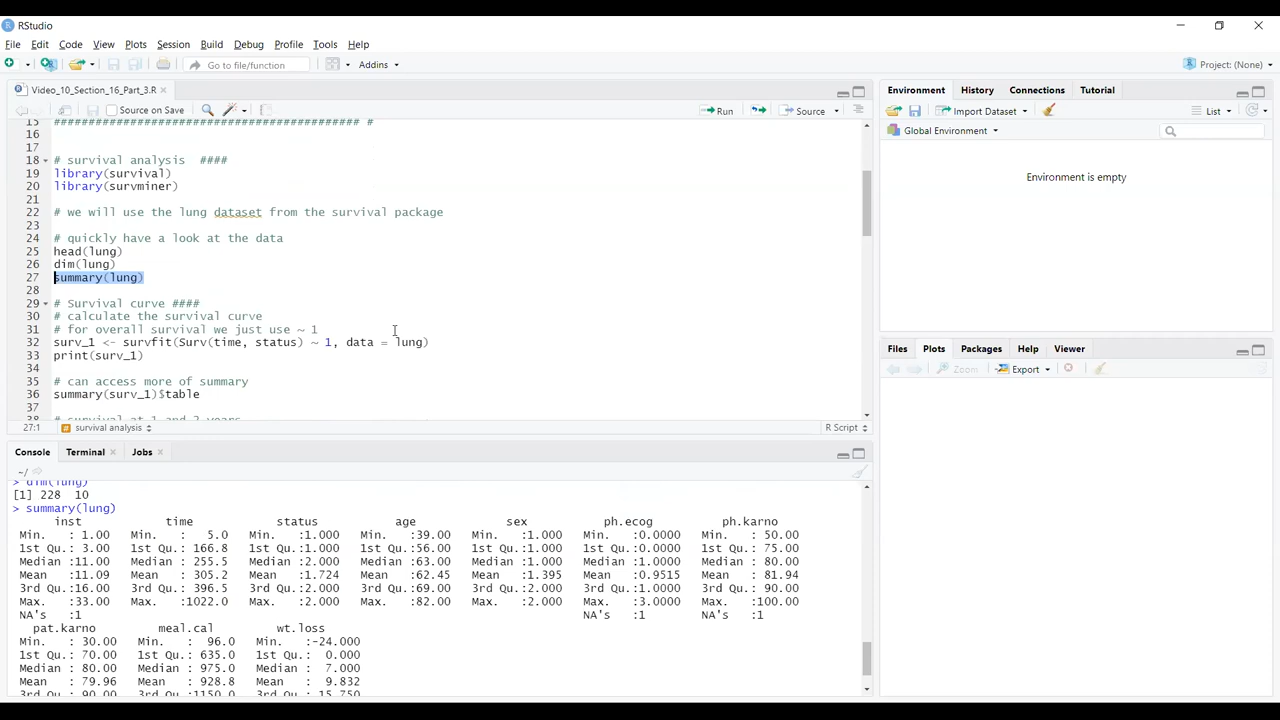 RStudio
File Edit Code View Plots Session Build Debug Profile Tools Help
Go to file/function Addins Project: (None)
Video_10_Section_16_Part_3.R
Source on Save Run Source
15 ############################################ #
16
17
18 # survival analysis ####
19 library(survival)
20 library(survminer)
21
22 # we will use the lung dataset from the survival package
23
24 # quickly have a look at the data
25 head(lung)
26 dim(lung)
27 summary(lung)
28
29 # Survival curve ####
30 # calculate the survival curve
31 # for overall survival we just use ~ 1
32 surv_1 <- survfit(Surv(time, status) ~ 1, data = lung)
33 print(surv_1)
34
35 # can access more of summary
36 summary(surv_1)$table
37
38 # survival at 1 and 2 years
27:1 survival analysis R Script
Console Terminal Jobs
~/
> dim(lung)
[1] 228 10
> summary(lung)
inst time status age sex ph.ecog ph.karno
Min. : 1.00 Min. : 5.0 Min. :1.000 Min. :39.00 Min. :1.000 Min. :0.0000 Min. : 50.00
1st Qu.: 3.00 1st Qu.: 166.8 1st Qu.:1.000 1st Qu.:56.00 1st Qu.:1.000 1st Qu.:0.0000 1st Qu.: 75.00
Median :11.00 Median : 255.5 Median :2.000 Median :63.00 Median :1.000 Median :1.0000 Median : 80.00
Mean :11.09 Mean : 305.2 Mean :1.724 Mean :62.45 Mean :1.395 Mean :0.9515 Mean : 81.94
3rd Qu.:16.00 3rd Qu.: 396.5 3rd Qu.:2.000 3rd Qu.:69.00 3rd Qu.:2.000 3rd Qu.:1.0000 3rd Qu.: 90.00
Max. :33.00 Max. :1022.0 Max. :2.000 Max. :82.00 Max. :2.000 Max. :3.0000 Max. :100.00
NA's :1 NA's :1 NA's :1
pat.karno meal.cal wt.loss
Min. : 30.00 Min. : 96.0 Min. :-24.000
1st Qu.: 70.00 1st Qu.: 635.0 1st Qu.: 0.000
Median : 80.00 Median : 975.0 Median : 7.000
Mean : 79.96 Mean : 928.8 Mean : 9.832
3rd Qu.: 90.00 3rd Qu.:1150.0 3rd Qu.: 15.750
Environment History Connections Tutorial
Import Dataset List
Global Environment
Environment is empty
Files Plots Packages Help Viewer
Zoom Export